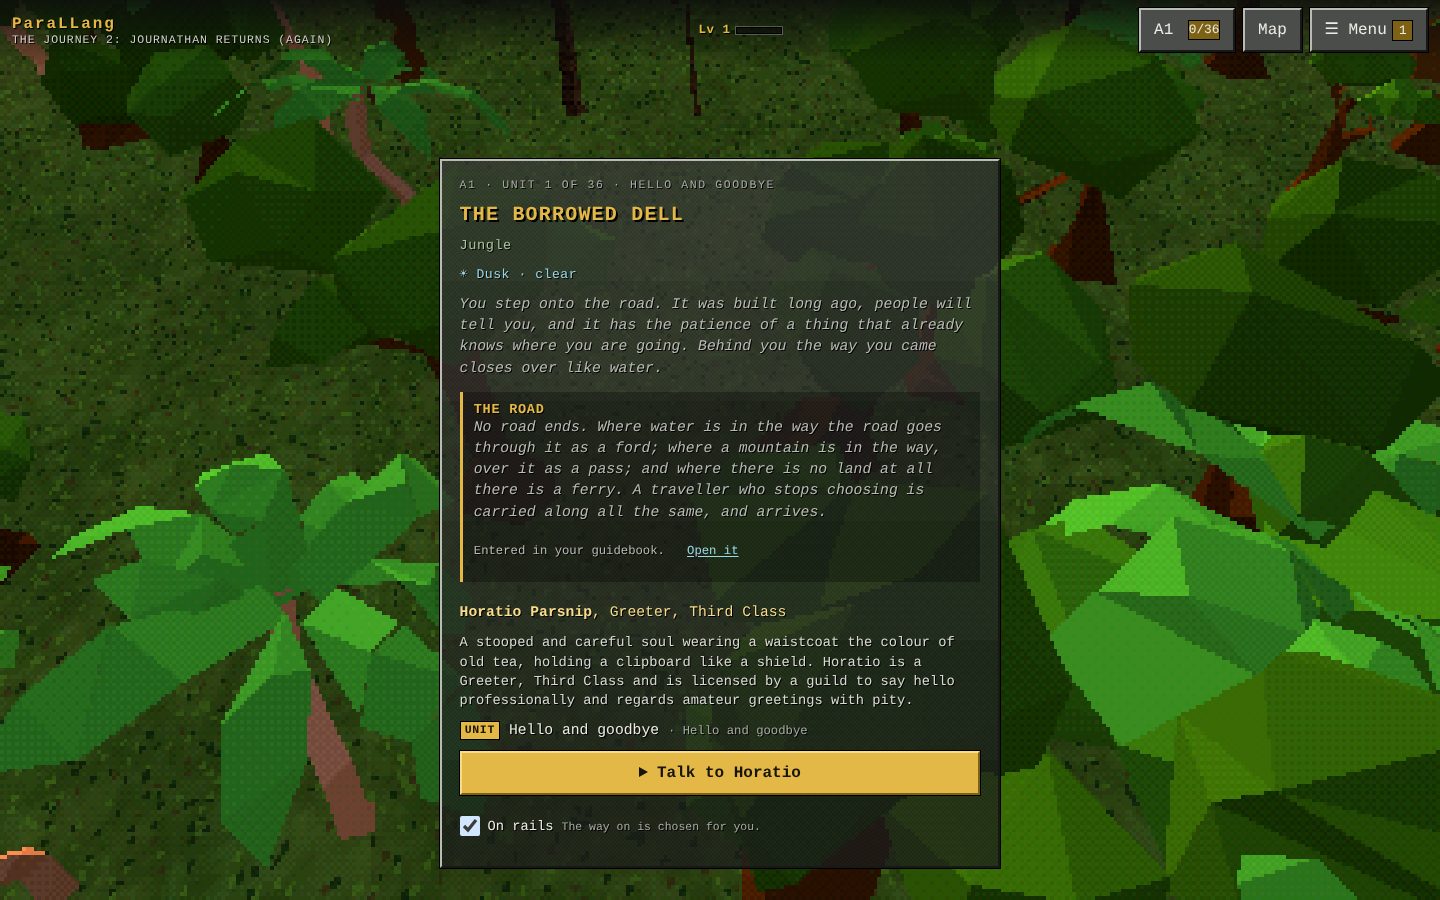 ParaLLang
THE JOURNEY 2: JOURNATHAN RETURNS (AGAIN)
Lv 1
A1 0/36
Map
☰ Menu 1
A1 · UNIT 1 OF 36 · HELLO AND GOODBYE
THE BORROWED DELL
Jungle
☀ Dusk · clear
You step onto the road. It was built long ago, people will
tell you, and it has the patience of a thing that already
knows where you are going. Behind you the way you came
closes over like water.
THE ROAD
No road ends. Where water is in the way the road goes
through it as a ford; where a mountain is in the way,
over it as a pass; and where there is no land at all
there is a ferry. A traveller who stops choosing is
carried along all the same, and arrives.
Entered in your guidebook. Open it
Horatio Parsnip, Greeter, Third Class
A stooped and careful soul wearing a waistcoat the colour of
old tea, holding a clipboard like a shield. Horatio is a
Greeter, Third Class and is licensed by a guild to say hello
professionally and regards amateur greetings with pity.
UNIT Hello and goodbye · Hello and goodbye
▶ Talk to Horatio
On rails The way on is chosen for you.